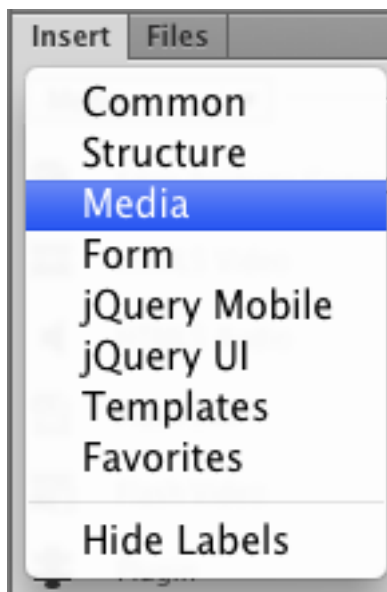 Insert Files
Common
Structure
Media
Form
jQuery Mobile
jQuery UI
Templates
Favorites
Hide Labels